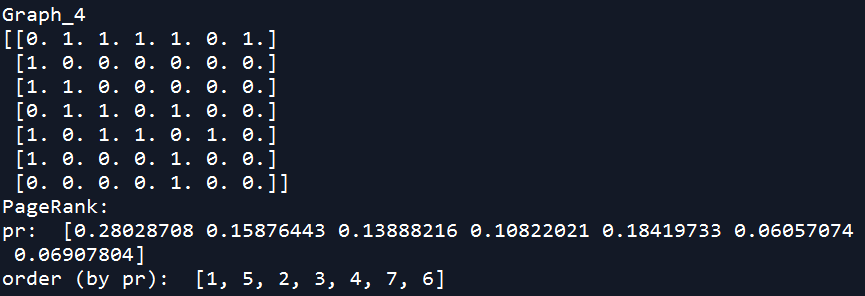 Graph_4
[[0. 1. 1. 1. 1. 0. 1.]
 [1. 0. 0. 0. 0. 0. 0.]
 [1. 1. 0. 0. 0. 0. 0.]
 [0. 1. 1. 0. 1. 0. 0.]
 [1. 0. 1. 1. 0. 1. 0.]
 [1. 0. 0. 0. 1. 0. 0.]
 [0. 0. 0. 0. 1. 0. 0.]]
PageRank:
pr:  [0.28028708 0.15876443 0.13888216 0.10822021 0.18419733 0.06057074
 0.06907804]
order (by pr):  [1, 5, 2, 3, 4, 7, 6]